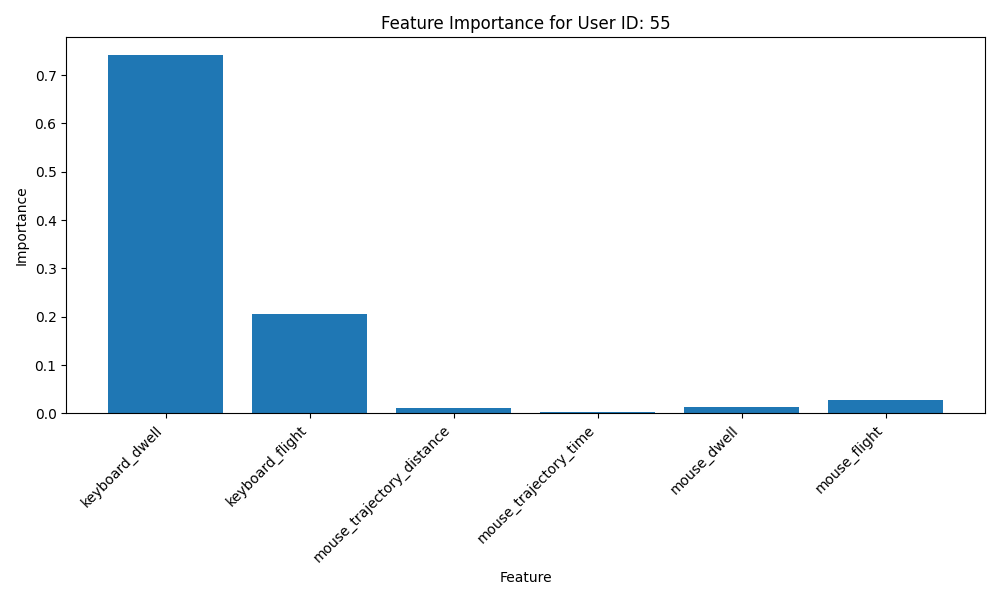 Feature Importance for User ID: 55
Importance
0.7
0.6
0.5
0.4
0.3
0.2
0.1
0.0
keyboard_dwell
keyboard_flight
mouse_trajectory_distance
mouse_trajectory_time
mouse_dwell
mouse_flight
Feature